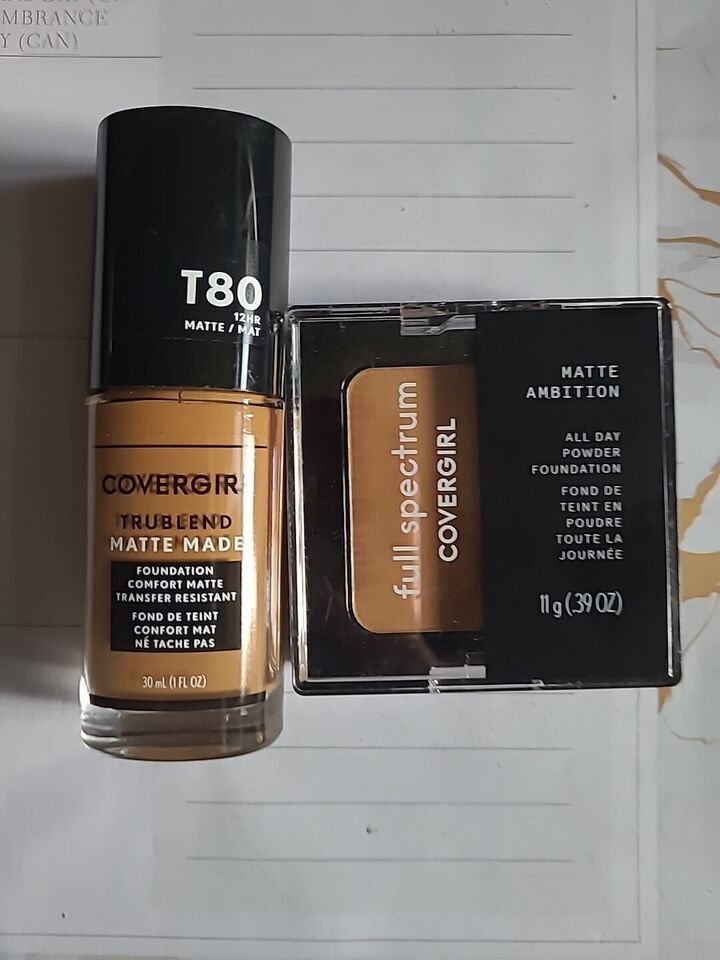 MBRANCE
Y (CAN)
T80
12HR
MATTE / MAT
COVERGIR
TRUBLEND
MATTE MADE
FOUNDATION
COMFORT MATTE
TRANSFER RESISTANT
FOND DE TEINT
CONFORT MAT
NÉ TACHE PAS
30 mL (1 FL OZ)
full spectrum
COVERGIRL
MATTE
AMBITION
ALL DAY
POWDER
FOUNDATION
FOND DE
TEINT EN
POUDRE
TOUTE LA
JOURNÉE
11 g (.39 OZ)